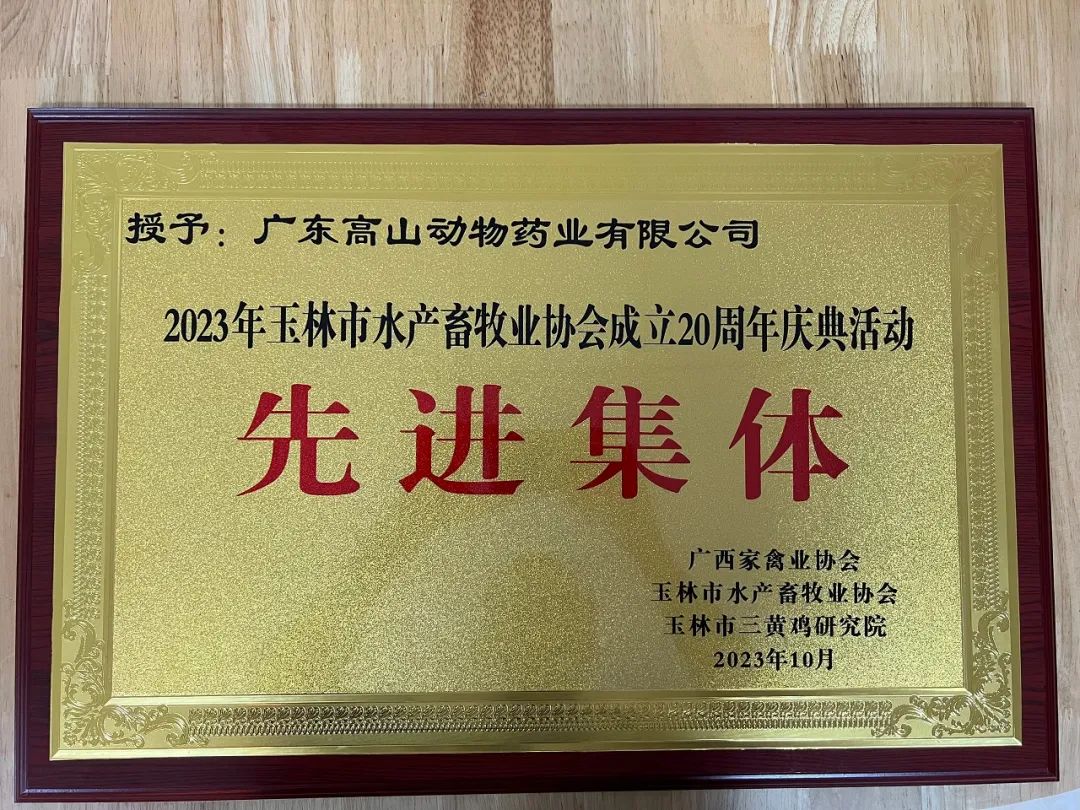 授予：广东高山动物药业有限公司
2023年玉林市水产畜牧业协会成立20周年庆典活动
先进集体
广西家禽业协会
玉林市水产畜牧业协会
玉林市三黄鸡研究院
2023年10月